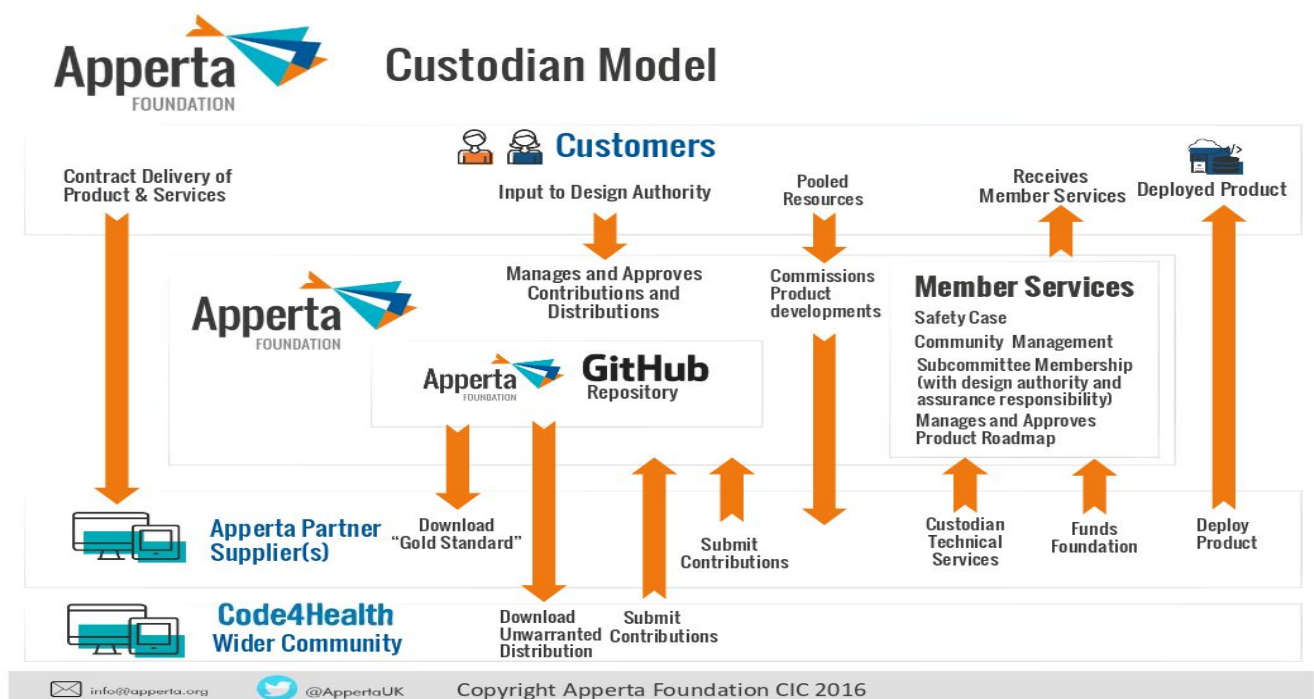 Apperta
FOUNDATION
Custodian Model
Customers
Contract Delivery of
Product & Services
Input to Design Authority
Pooled
Resources
Receives
Member Services
Deployed Product
Apperta
FOUNDATION
Manages and Approves
Contributions and
Distributions
Commissions
Product
developments
Member Services
Safety Case
Community Management
Subcommittee Membership
(with design authority and
assurance responsibility)
Manages and Approves
Product Roadmap
Apperta
FOUNDATION
GitHub
Repository
Apperta Partner
Supplier(s)
Download
“Gold Standard”
Submit
Contributions
Custodian
Technical
Services
Funds
Foundation
Deploy
Product
Code4Health
Wider Community
Download
Unwarranted
Distribution
Submit
Contributions
info@apperta.org
@AppertaUK
Copyright Apperta Foundation CIC 2016